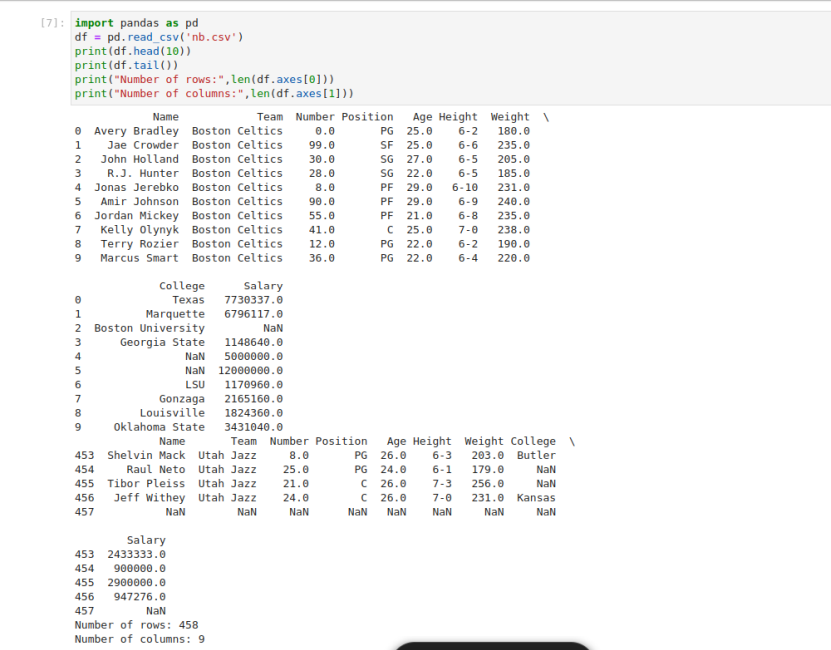 [7]: import pandas as pd
df = pd.read_csv('nb.csv')
print(df.head(10))
print(df.tail())
print("Number of rows:",len(df.axes[0]))
print("Number of columns:",len(df.axes[1]))
Name Team Number Position Age Height Weight \
0 Avery Bradley Boston Celtics 0.0 PG 25.0 6-2 180.0
1 Jae Crowder Boston Celtics 99.0 SF 25.0 6-6 235.0
2 John Holland Boston Celtics 30.0 SG 27.0 6-5 205.0
3 R.J. Hunter Boston Celtics 28.0 SG 22.0 6-5 185.0
4 Jonas Jerebko Boston Celtics 8.0 PF 29.0 6-10 231.0
5 Amir Johnson Boston Celtics 90.0 PF 29.0 6-9 240.0
6 Jordan Mickey Boston Celtics 55.0 PF 21.0 6-8 235.0
7 Kelly Olynyk Boston Celtics 41.0 C 25.0 7-0 238.0
8 Terry Rozier Boston Celtics 12.0 PG 22.0 6-2 190.0
9 Marcus Smart Boston Celtics 36.0 PG 22.0 6-4 220.0
College Salary
0 Texas 7730337.0
1 Marquette 6796117.0
2 Boston University NaN
3 Georgia State 1148640.0
4 NaN 5000000.0
5 NaN 12000000.0
6 LSU 1170960.0
7 Gonzaga 2165160.0
8 Louisville 1824360.0
9 Oklahoma State 3431040.0
Name Team Number Position Age Height Weight College \
453 Shelvin Mack Utah Jazz 8.0 PG 26.0 6-3 203.0 Butler
454 Raul Neto Utah Jazz 25.0 PG 24.0 6-1 179.0 NaN
455 Tibor Pleiss Utah Jazz 21.0 C 26.0 7-3 256.0 NaN
456 Jeff Withey Utah Jazz 24.0 C 26.0 7-0 231.0 Kansas
457 NaN NaN NaN NaN NaN NaN NaN NaN
Salary
453 2433333.0
454 900000.0
455 2900000.0
456 947276.0
457 NaN
Number of rows: 458
Number of columns: 9